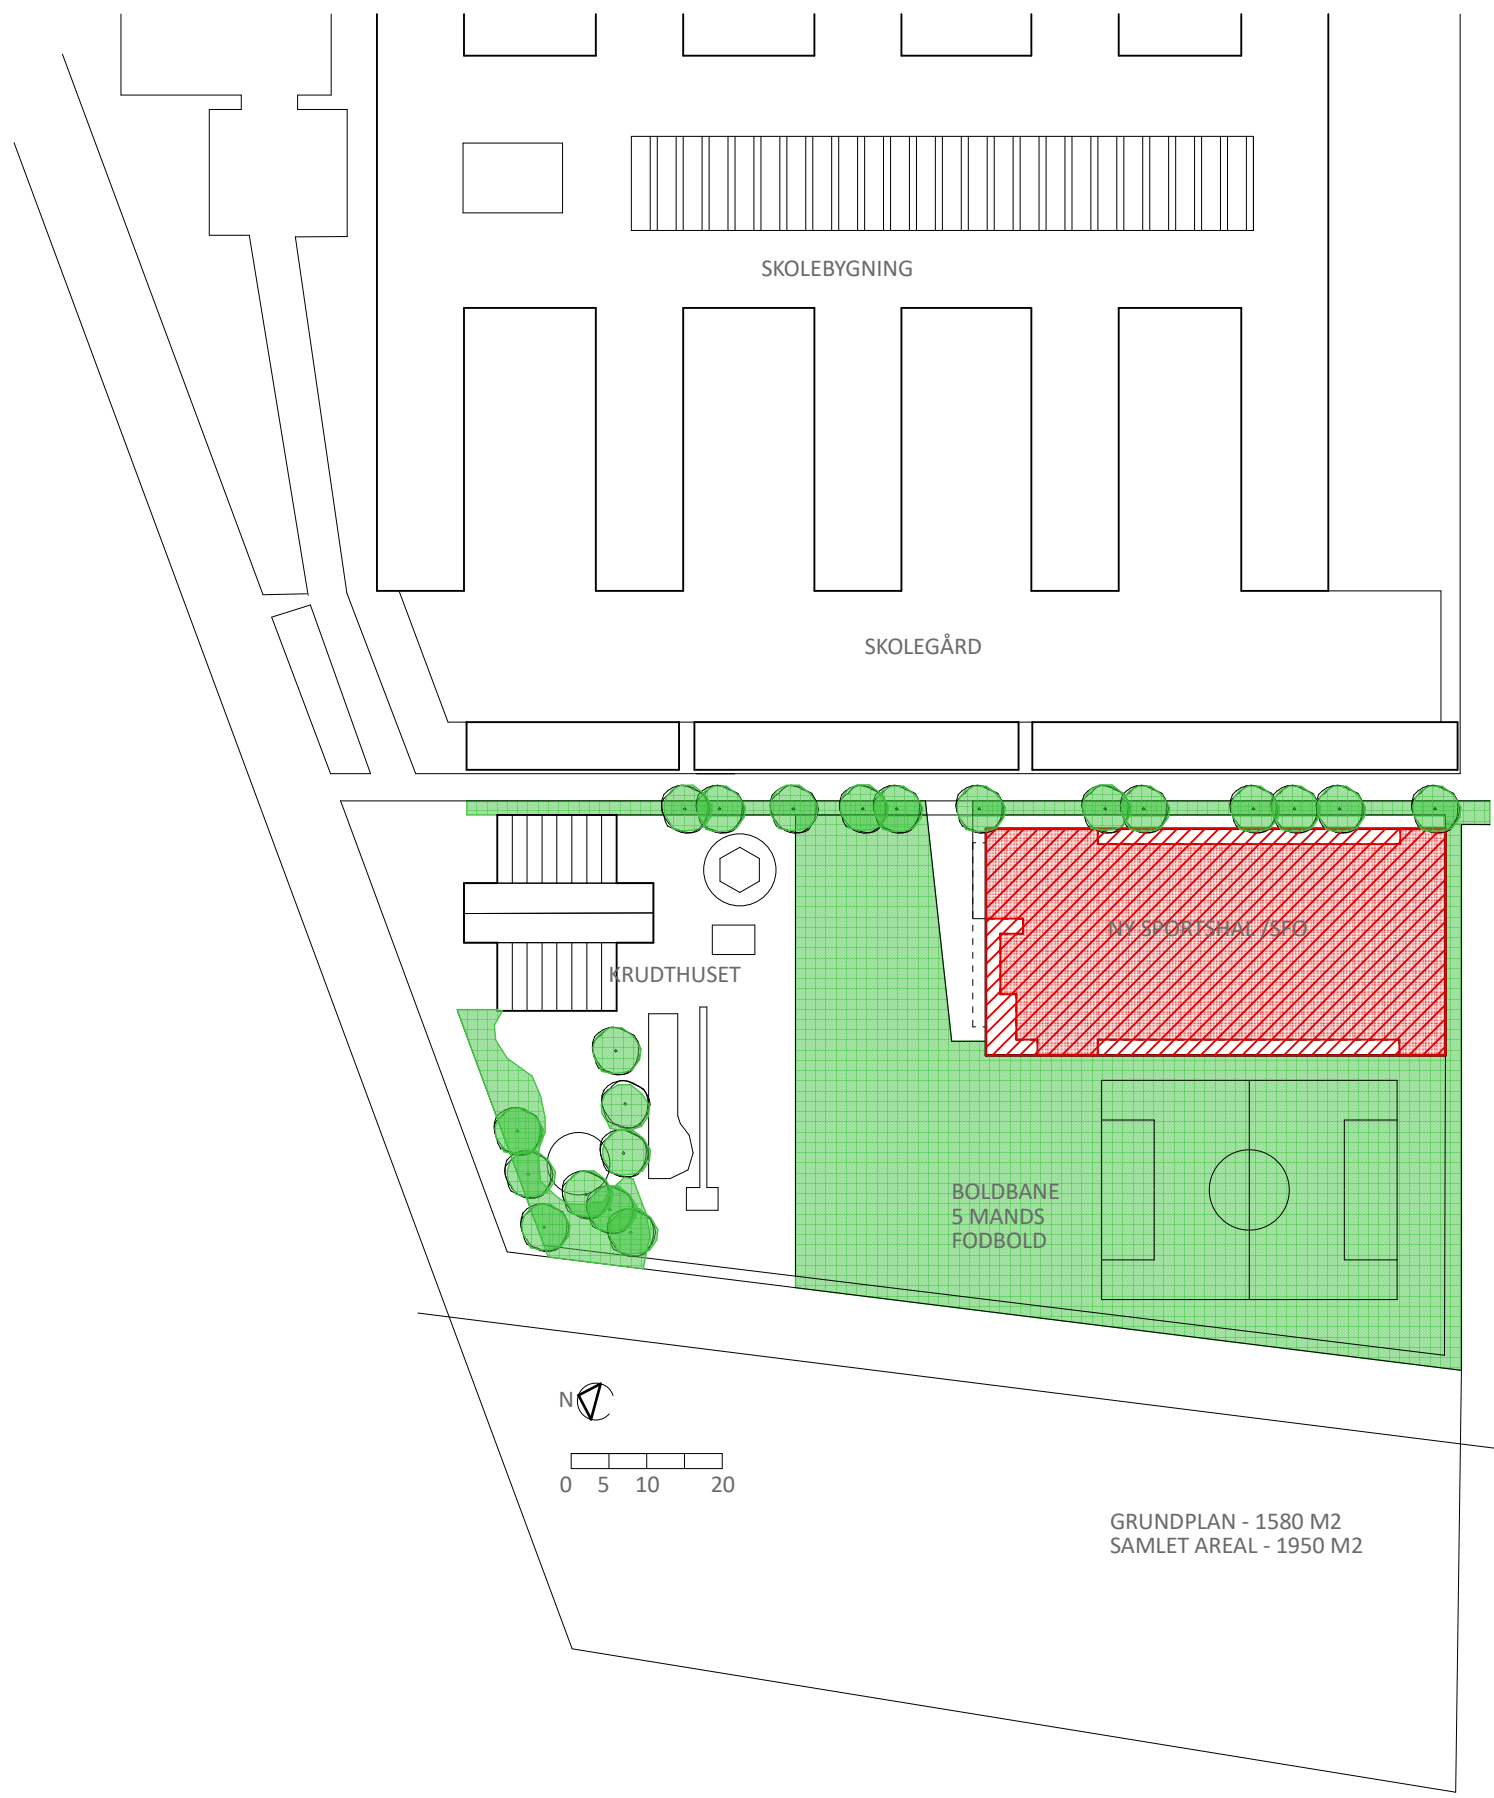 SKOLEBYGNING
SKOLEGÅRD
NY SPORTSHAL /SFO
KRUDTHUSET
BOLDBANE
5 MANDS
FODBOLD
N
0 5 10 20
GRUNDPLAN - 1580 M2
SAMLET AREAL - 1950 M2